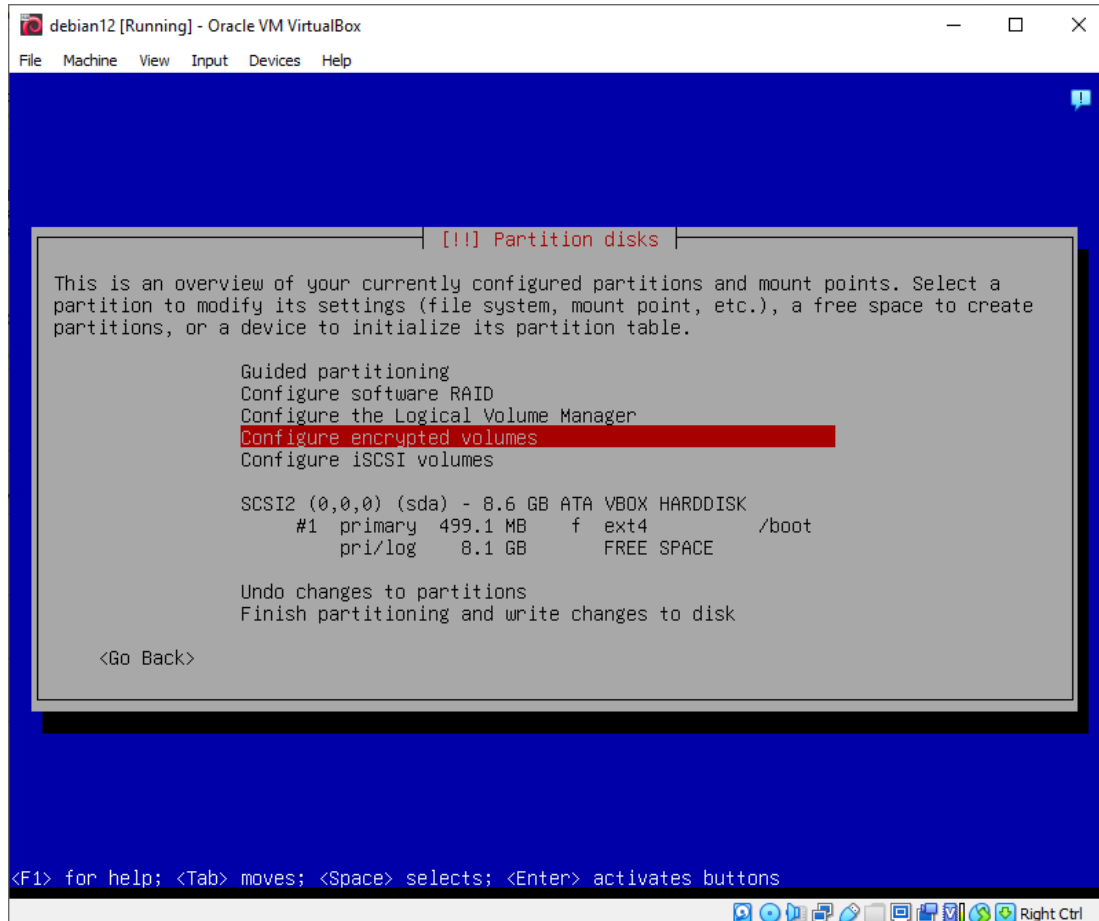 debian12 [Running] - Oracle VM VirtualBox
File Machine View Input Devices Help
[!!] Partition disks
This is an overview of your currently configured partitions and mount points. Select a
partition to modify its settings (file system, mount point, etc.), a free space to create
partitions, or a device to initialize its partition table.
Guided partitioning
Configure software RAID
Configure the Logical Volume Manager
Configure encrypted volumes
Configure iSCSI volumes
SCSI2 (0,0,0) (sda) - 8.6 GB ATA VBOX HARDDISK
#1 primary 499.1 MB f ext4 /boot
pri/log 8.1 GB FREE SPACE
Undo changes to partitions
Finish partitioning and write changes to disk
<Go Back>
<F1> for help; <Tab> moves; <Space> selects; <Enter> activates buttons
Right Ctrl